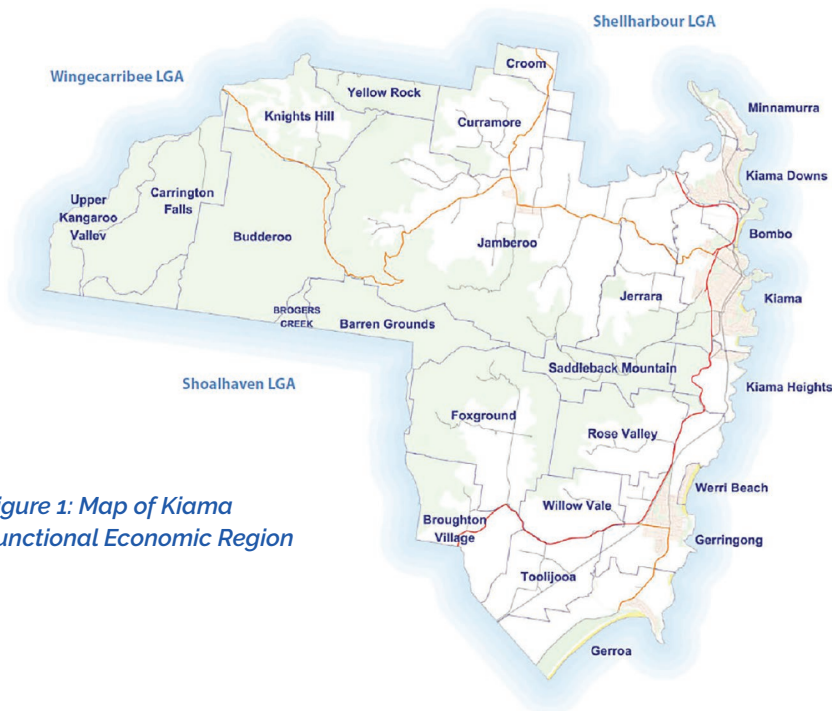 Shellharbour LGA
Wingecarribee LGA
Croom
Yellow Rock
Minnamurra
Knights Hill
Curramore
Kiama Downs
Upper
Kangaroo
Vallev
Carrington
Falls
Budderoo
Jamberoo
Bombo
Jerrara
Kiama
BROGERS
CREEK
Barren Grounds
Saddleback Mountain
Shoalhaven LGA
Kiama Heights
Foxground
Rose Valley
Werri Beach
Willow Vale
igure 1: Map of Kiama
unctional Economic Region
Broughton
Village
Gerringong
Toolijooa
Gerroa